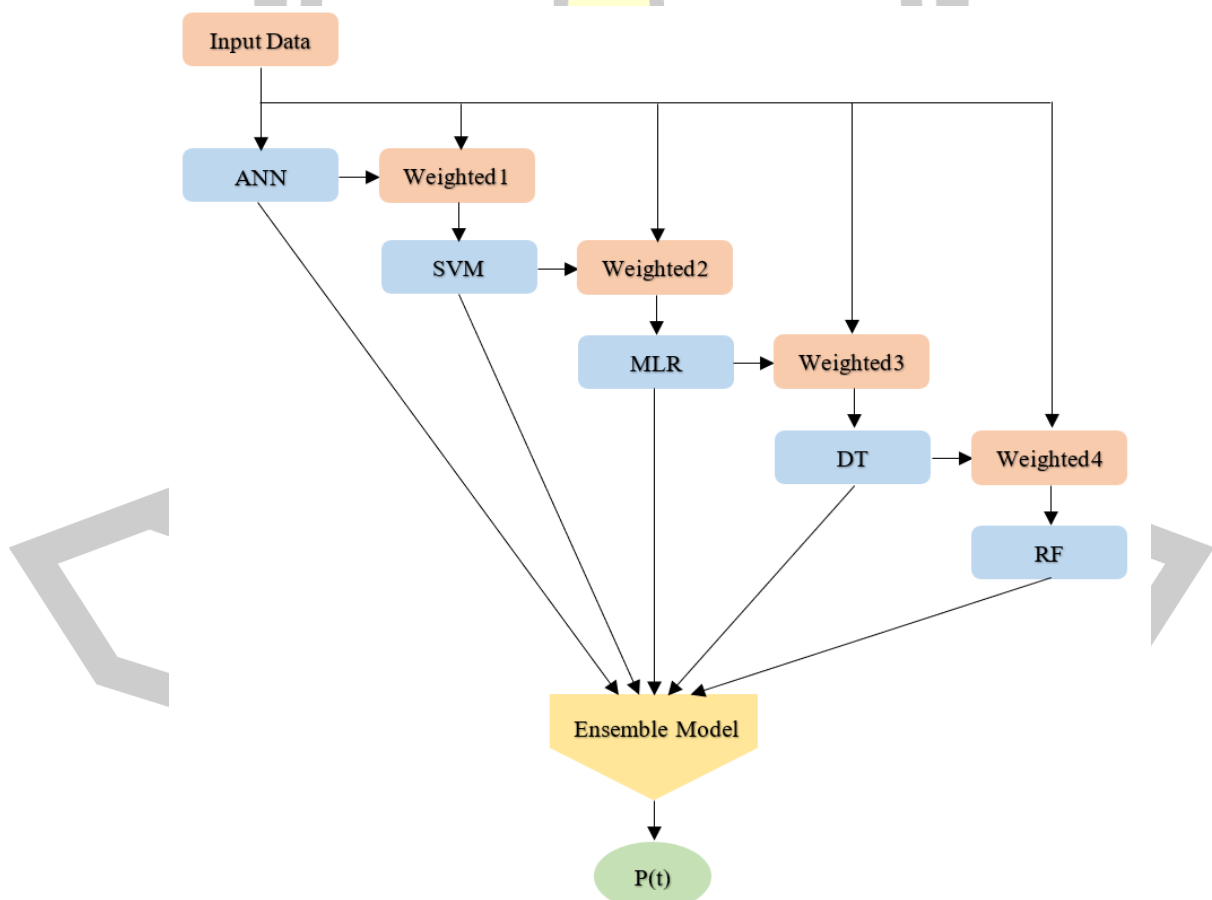 Input Data
ANN
Weighted1
SVM
Weighted2
MLR
Weighted3
DT
Weighted4
RF
Ensemble Model
P(t)